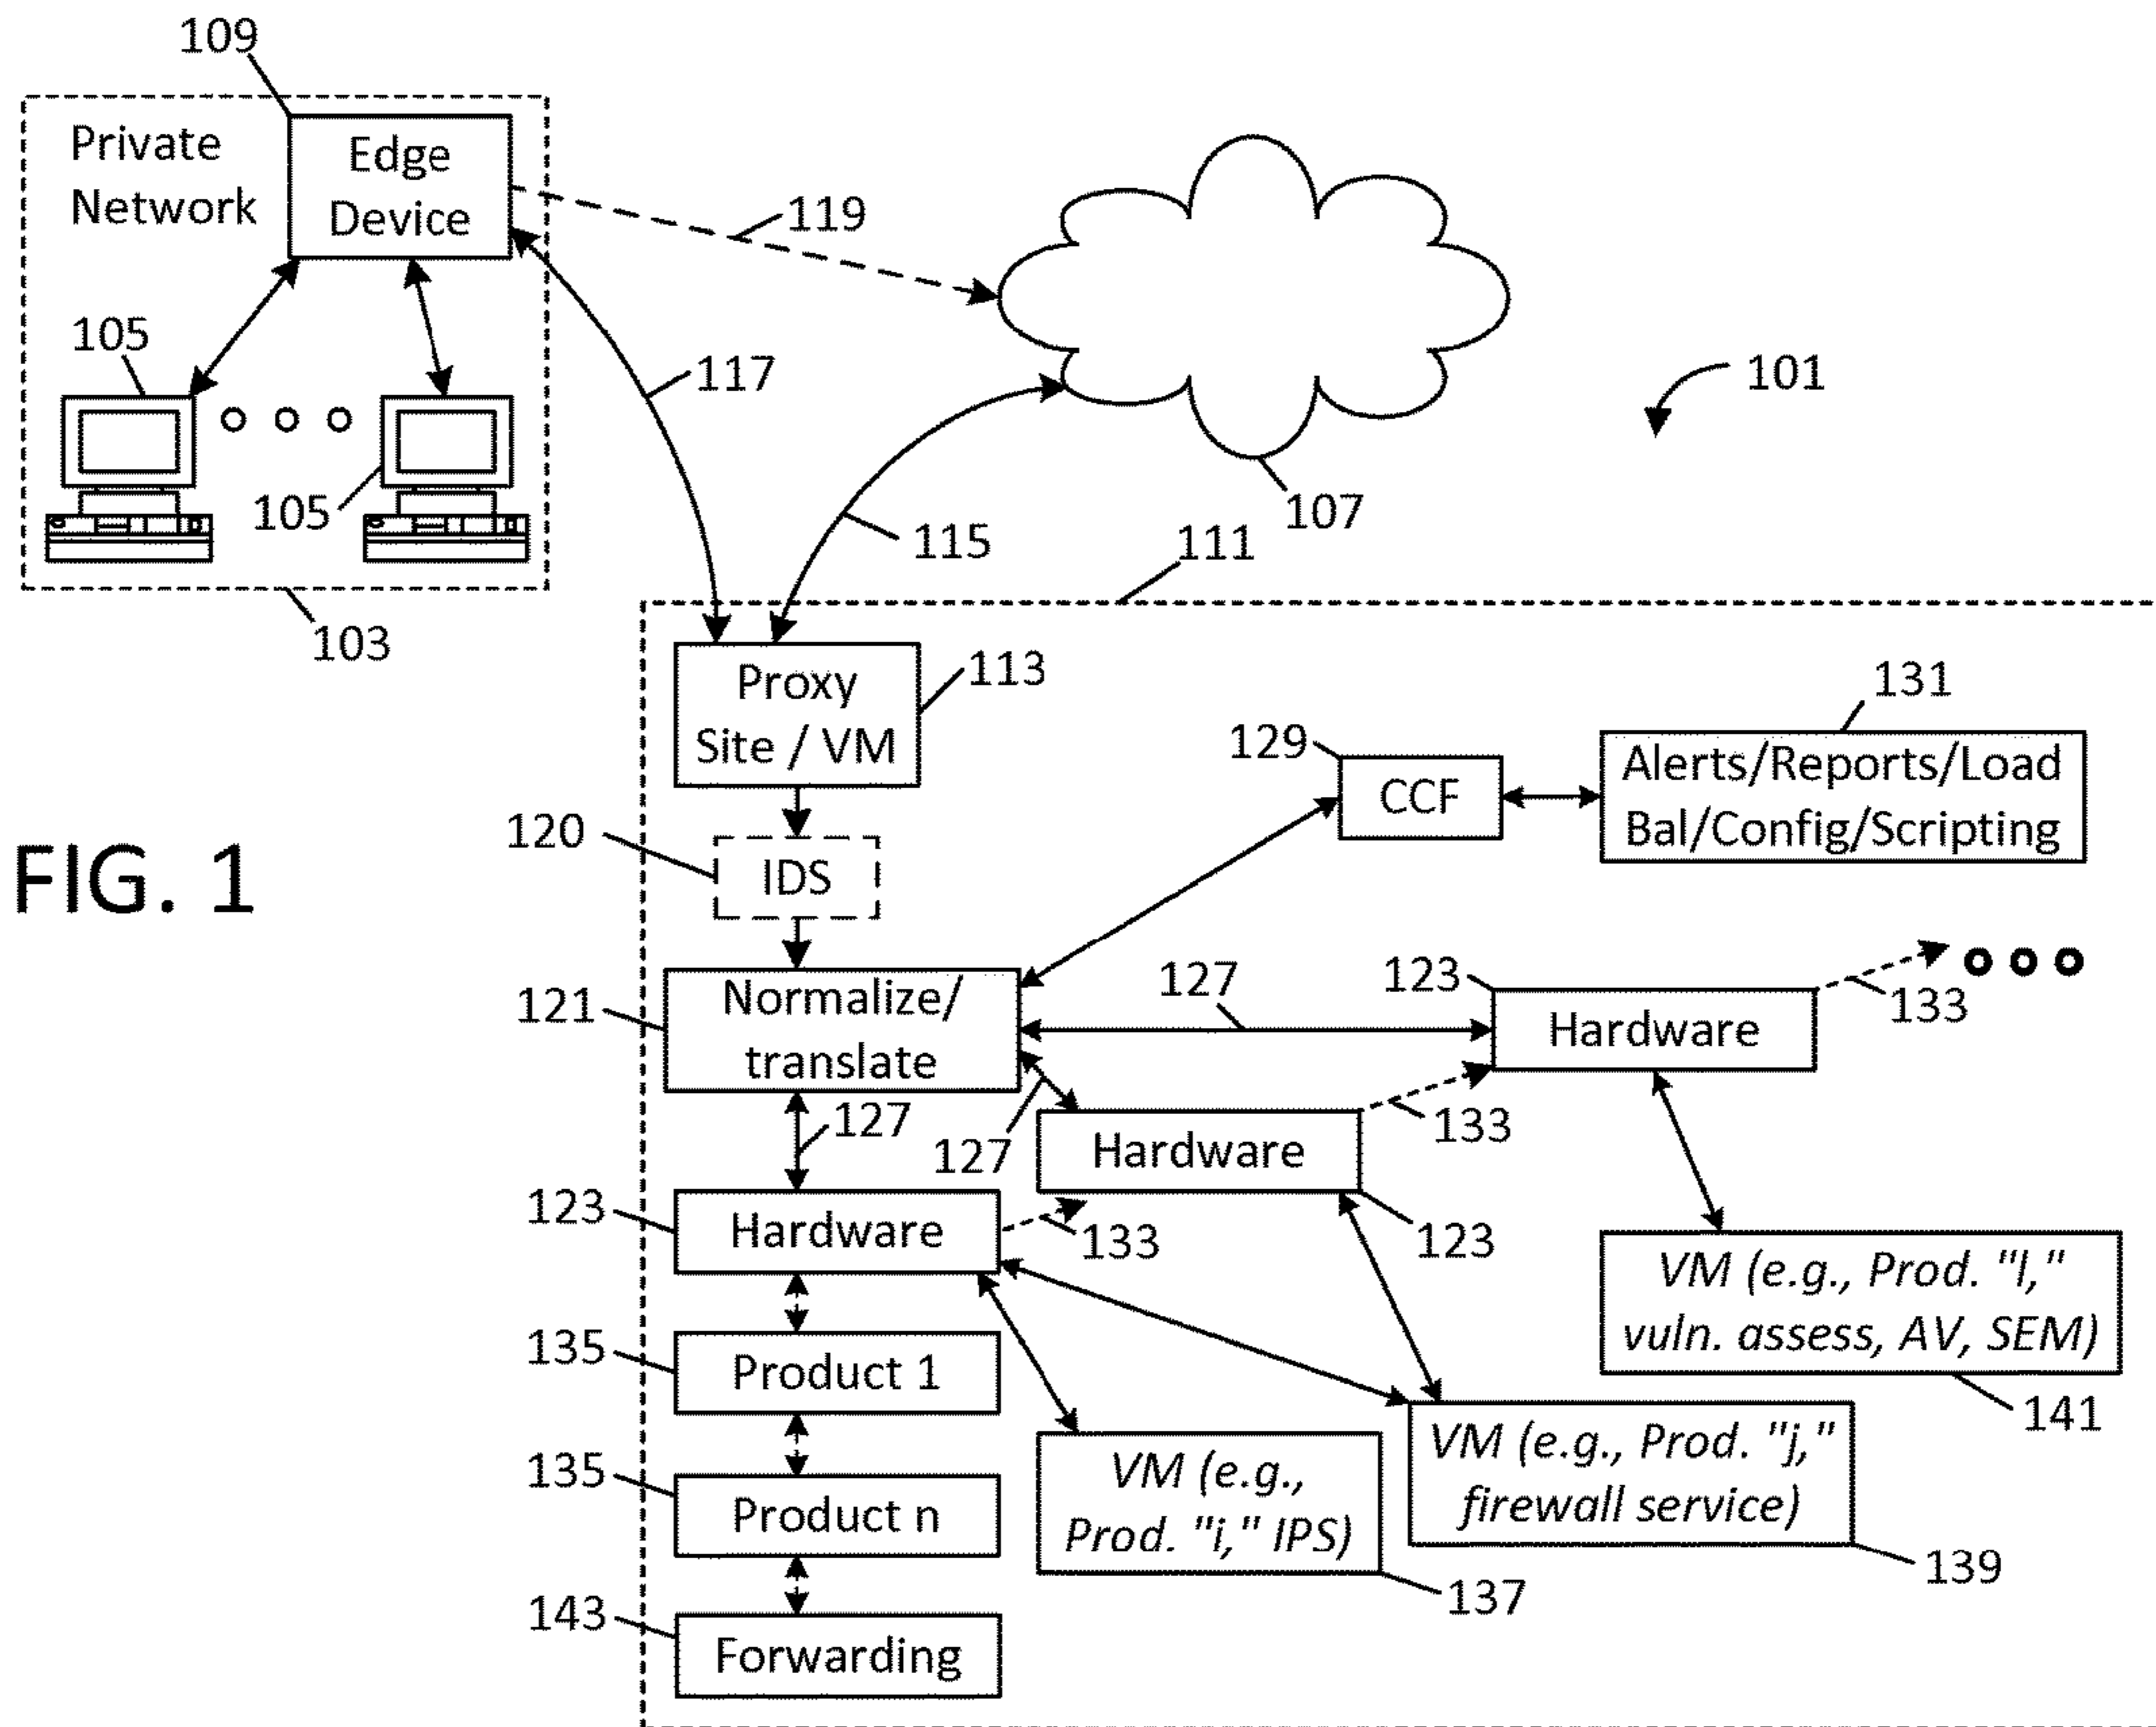 109
Private
Network
Edge
Device
119
105
117
101
105
107
115
111
103
Proxy
Site / VM
113
131
129
CCF
Alerts/Reports/Load
Bal/Config/Scripting
120
IDS
FIG. 1
121
Normalize/
translate
127
123
Hardware
133
127
127
Hardware
133
123
Hardware
133
123
VM (e.g., Prod. "l,"
vuln. assess, AV, SEM)
135
Product 1
141
VM (e.g., Prod. "j,"
firewall service)
135
Product n
VM (e.g.,
Prod. "i," IPS)
139
137
143
Forwarding